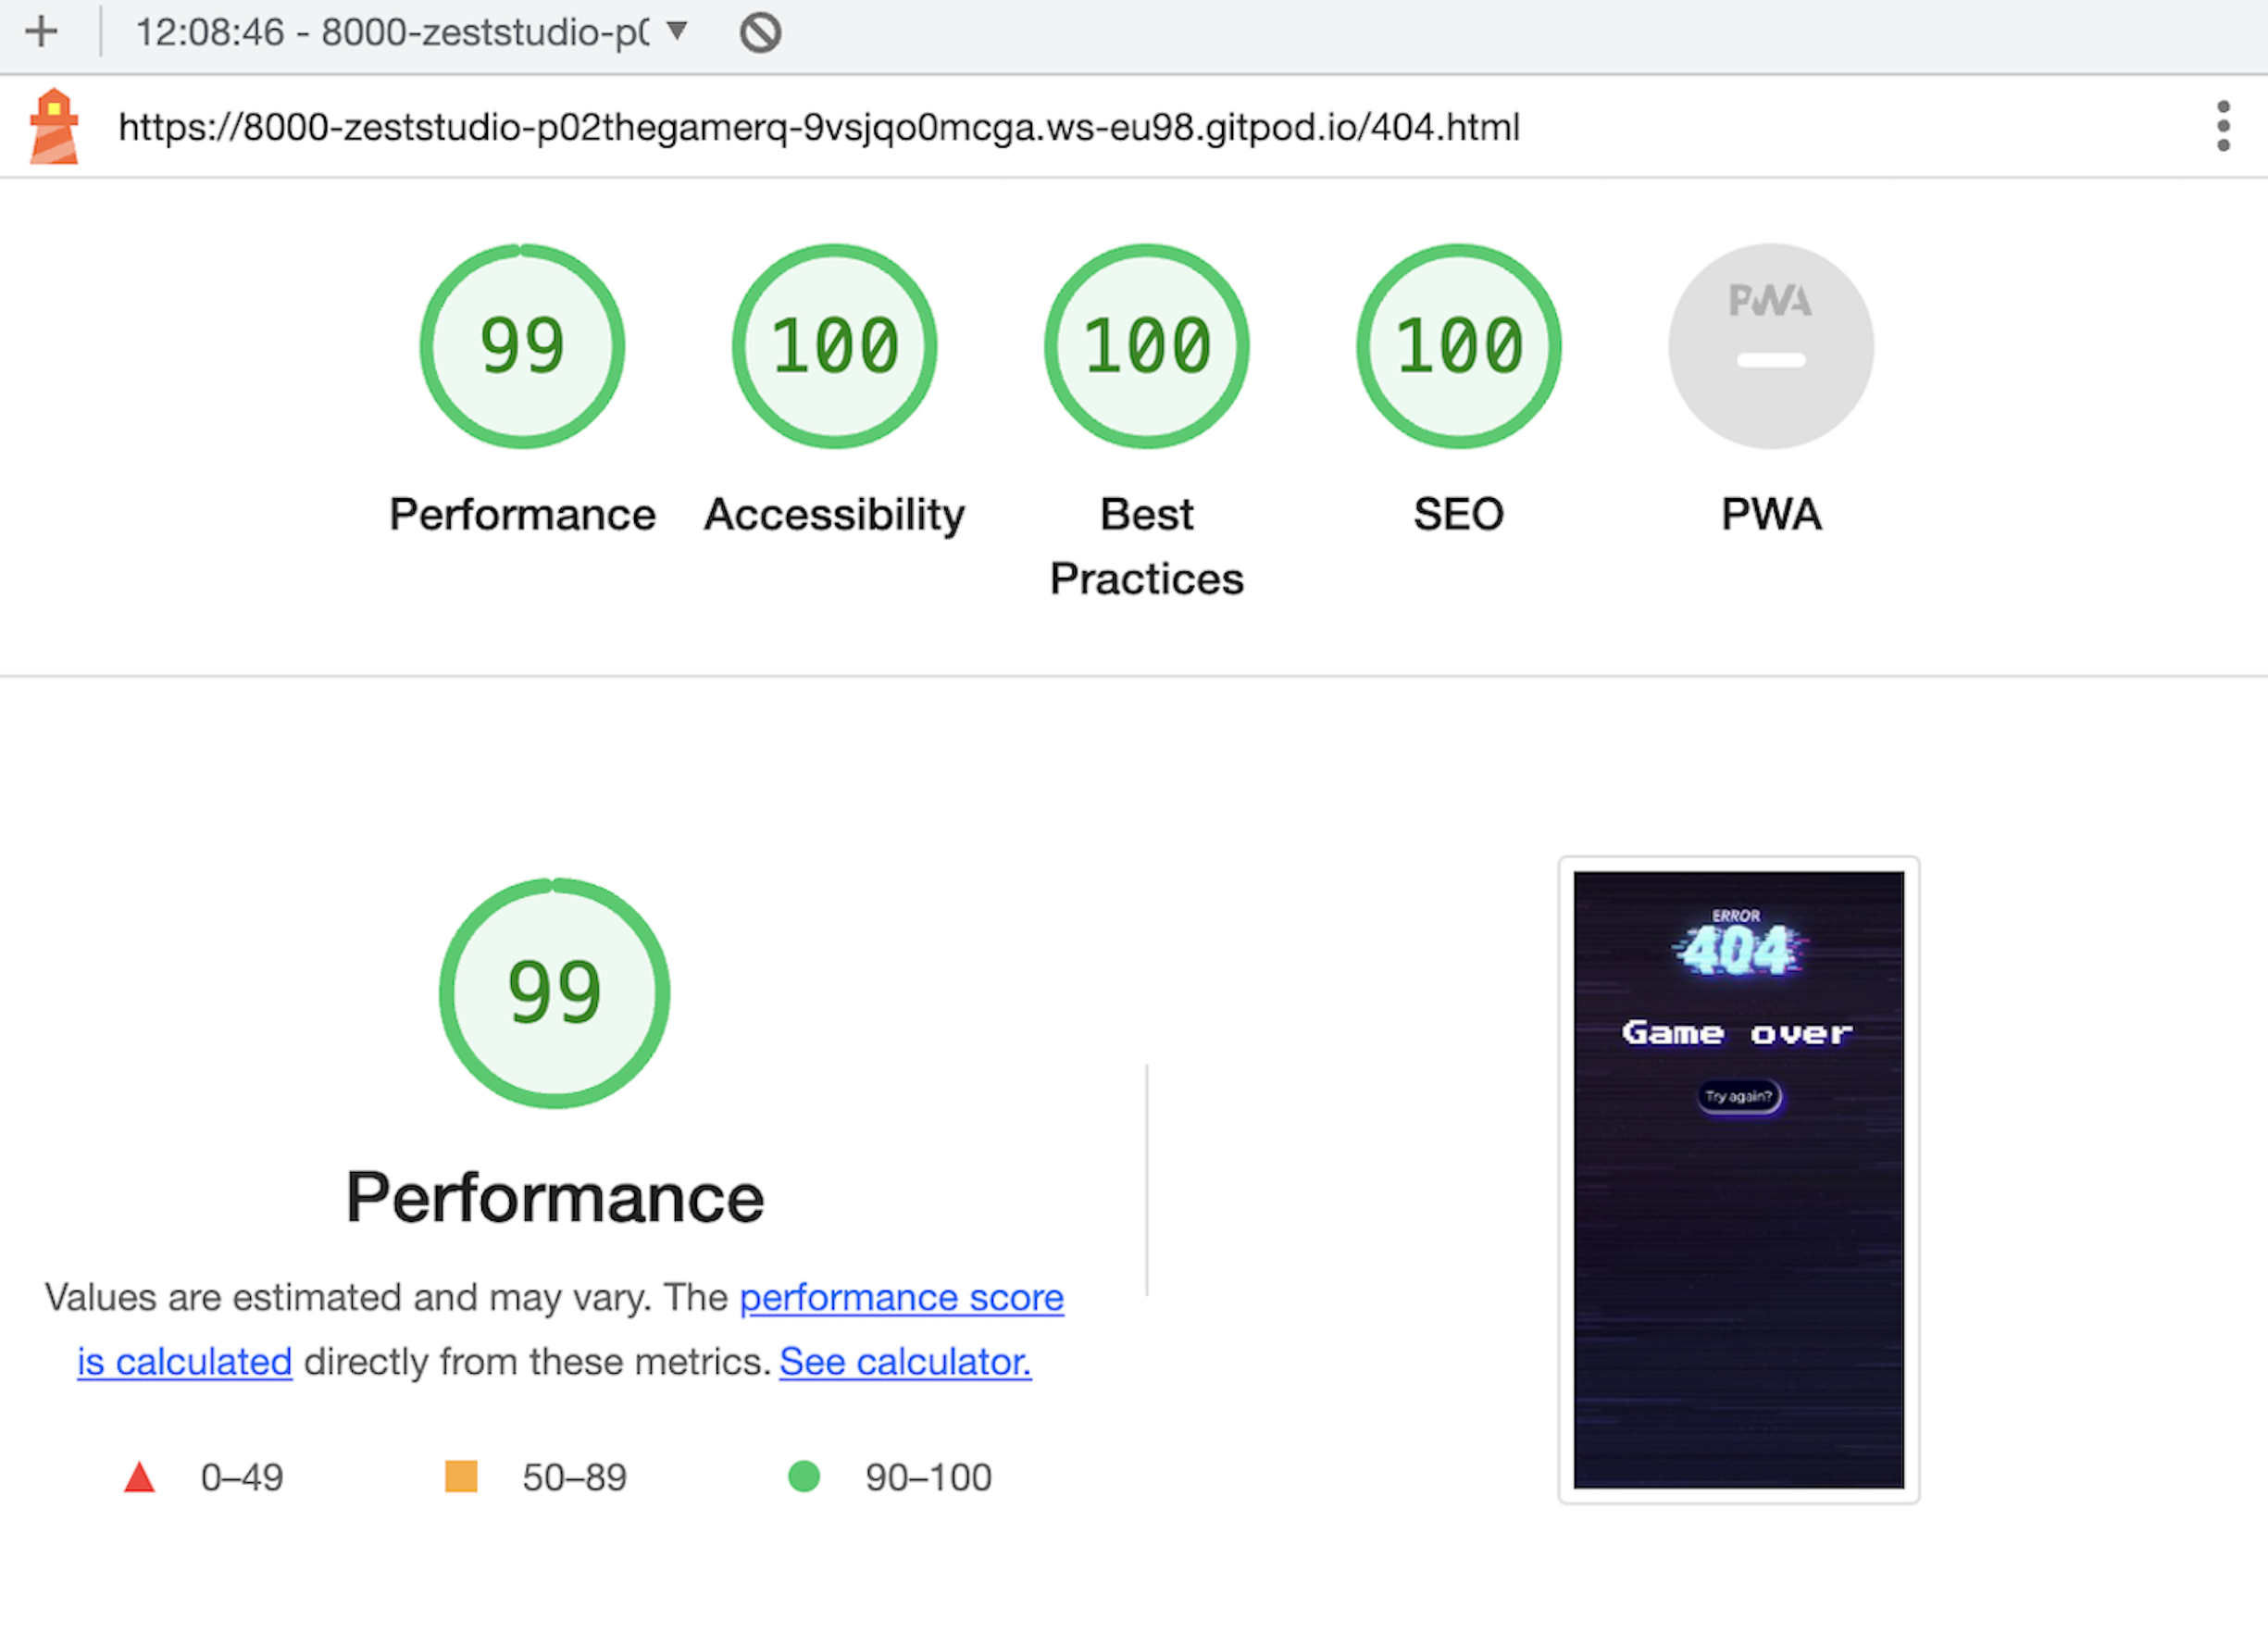 12:08:46 - 8000-zeststudio-p0
https://8000-zeststudio-p02thegamerq-9vsjqo0mcga.ws-eu98.gitpod.io/404.html
99
100
100
100
PWA
Performance
Accessibility
Best
Practices
SEO
PWA
99
Performance
Values are estimated and may vary. The performance score
is calculated directly from these metrics. See calculator.
0–49
50–89
90–100
ERROR
404
Game over
Try again?